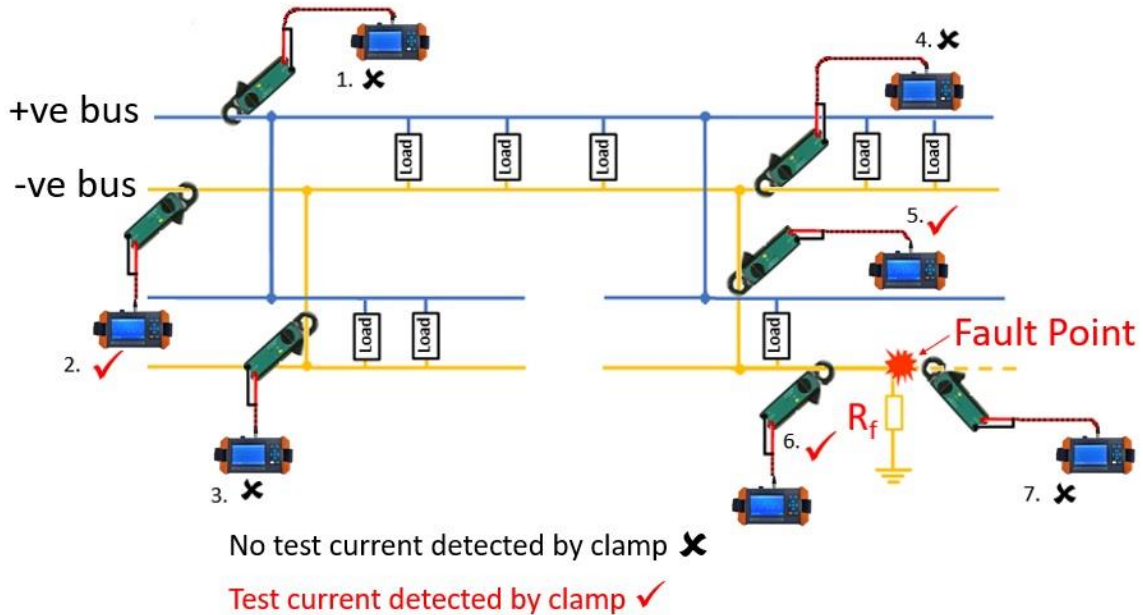 1. ✘
4. ✘
+ve bus
-ve bus
Load
Load
Load
Load
Load
5. ✓
2. ✓
Load
Load
Load
Fault Point
Rf
6. ✓
3. ✘
7. ✘
No test current detected by clamp ✘
Test current detected by clamp ✓